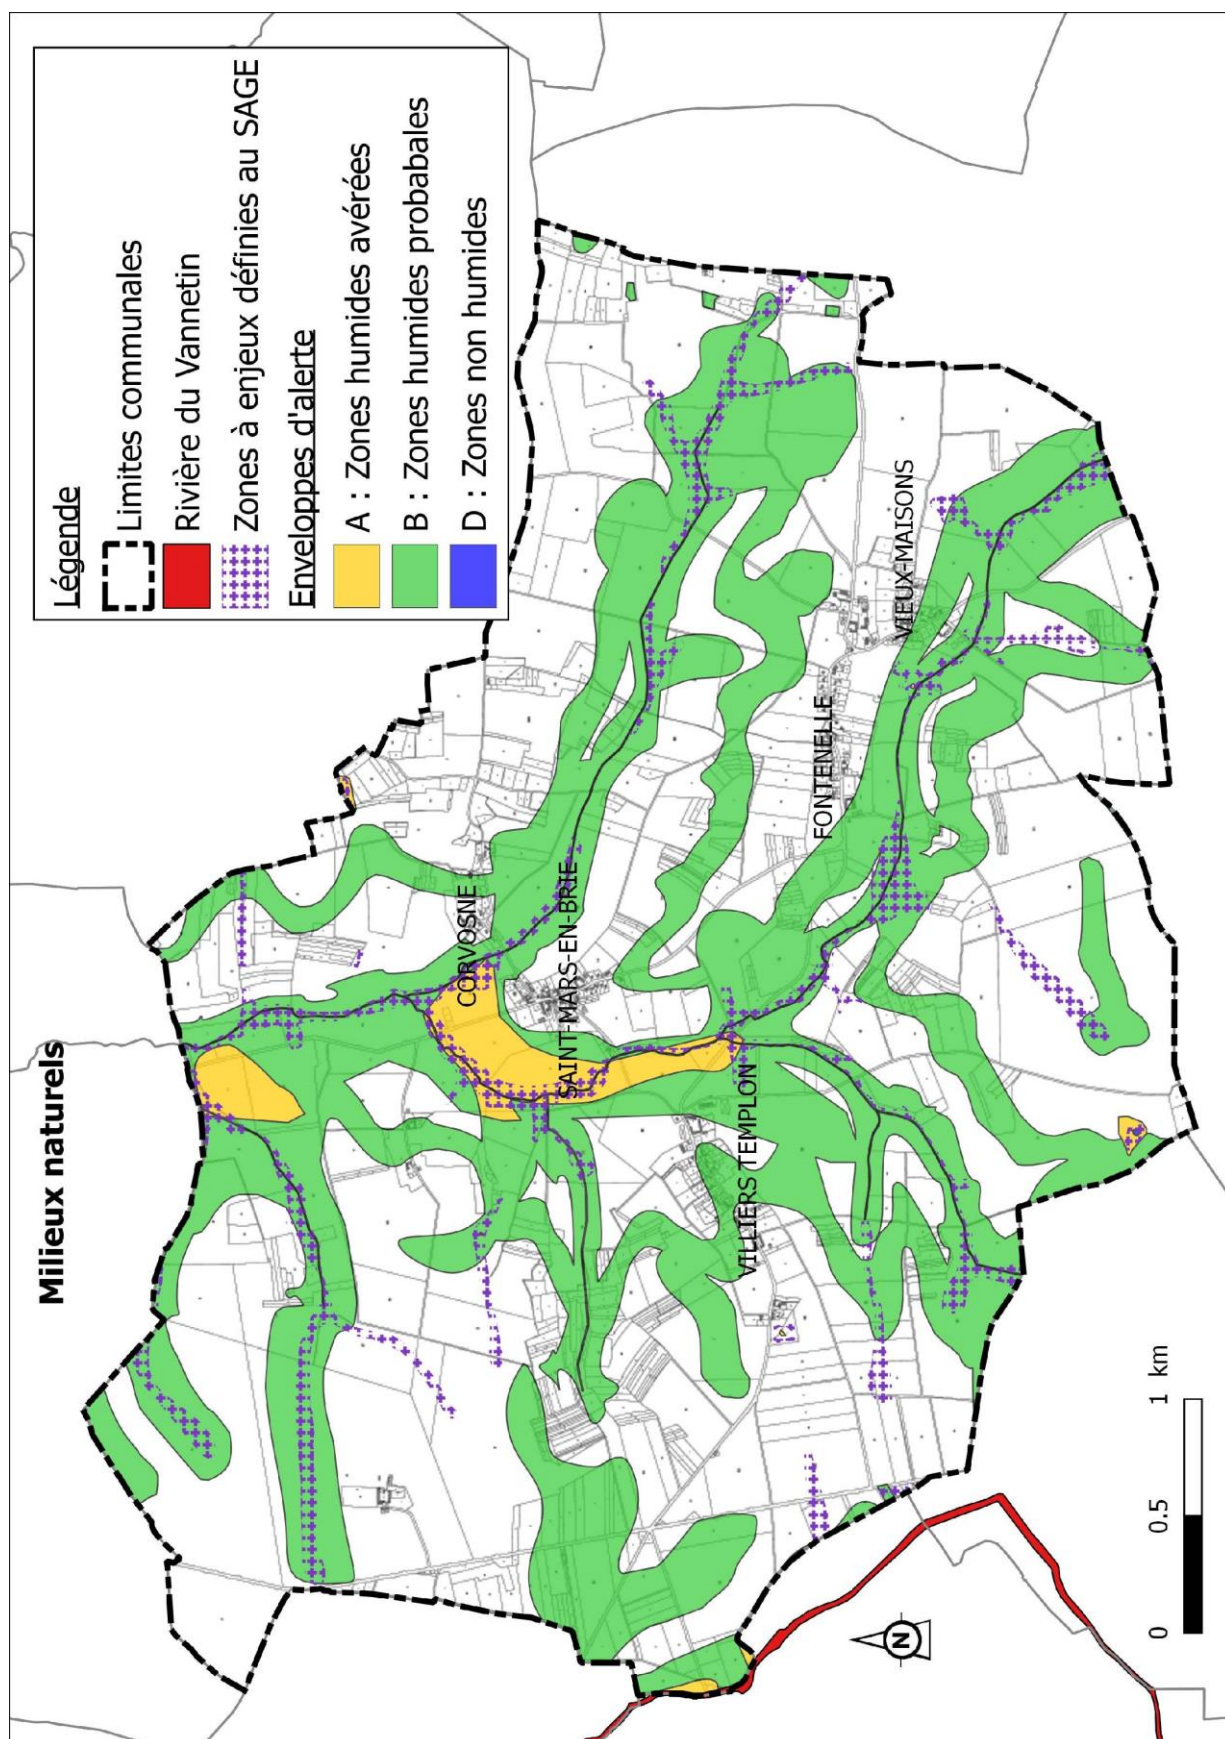 Milieux naturels
Légende
Limites communales
Rivière du Vannetin
Zones à enjeux définies au SAGE
Enveloppes d'alerte
A : Zones humides avérées
B : Zones humides probabales
D : Zones non humides
CORVOSNE
SAINT-MARS-EN-BRIE
VILLIERS TEMPLON
FONTENELLE
VIEUX-MAISONS
N
0 0.5 1 km